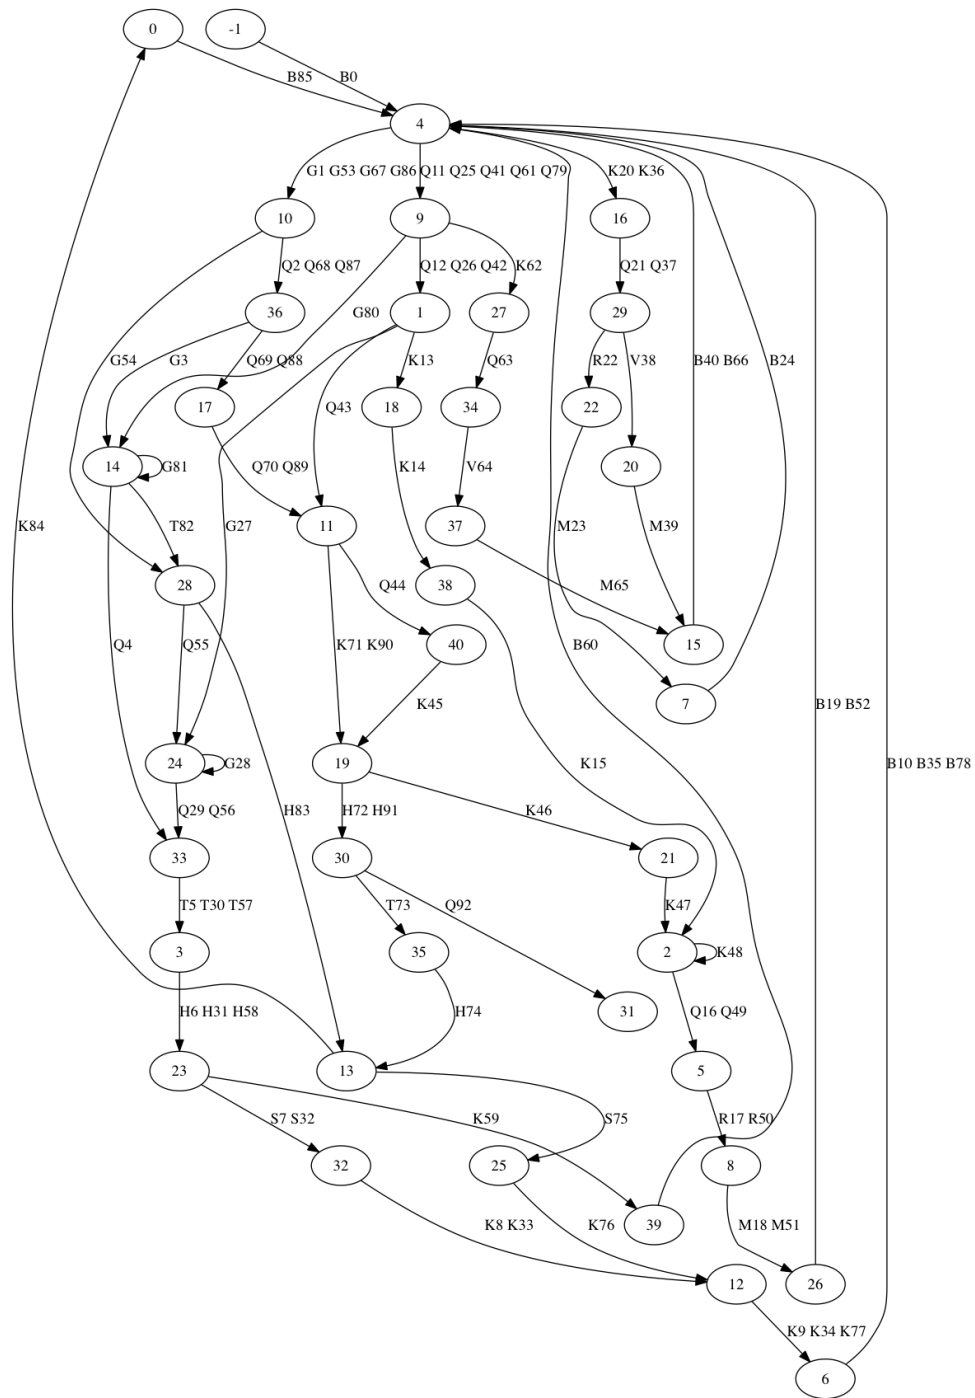 0 -1
B85 B0
4
G1 G53 G67 G86 Q11 Q25 Q41 Q61 Q79 K20 K36
10 9 16
Q2 Q68 Q87 Q12 Q26 Q42 K62 Q21 Q37
36 G80 1 27 29
G54 G3 Q69 Q88 K13 Q63 R22 V38 B40 B66 B24
17 Q43 18 34 22
14 G81 Q70 Q89 K14 V64 20
K84 T82 G27 11 37 M23 M39
28 Q44 38 M65
Q4 Q55 K71 K90 40 15 B60
K45 7 B19 B52
24 G28 19 K15 B10 B35 B78
Q29 Q56 H83 H72 H91 K46
33 30 21
T5 T30 T57 T73 Q92 K47
3 35 2 K48
H6 H31 H58 H74 31 Q16 Q49
23 13 5
S7 S32 K59 S75 R17 R50
32 25 8
K8 K33 K76 39 M18 M51
12 26
K9 K34 K77
6